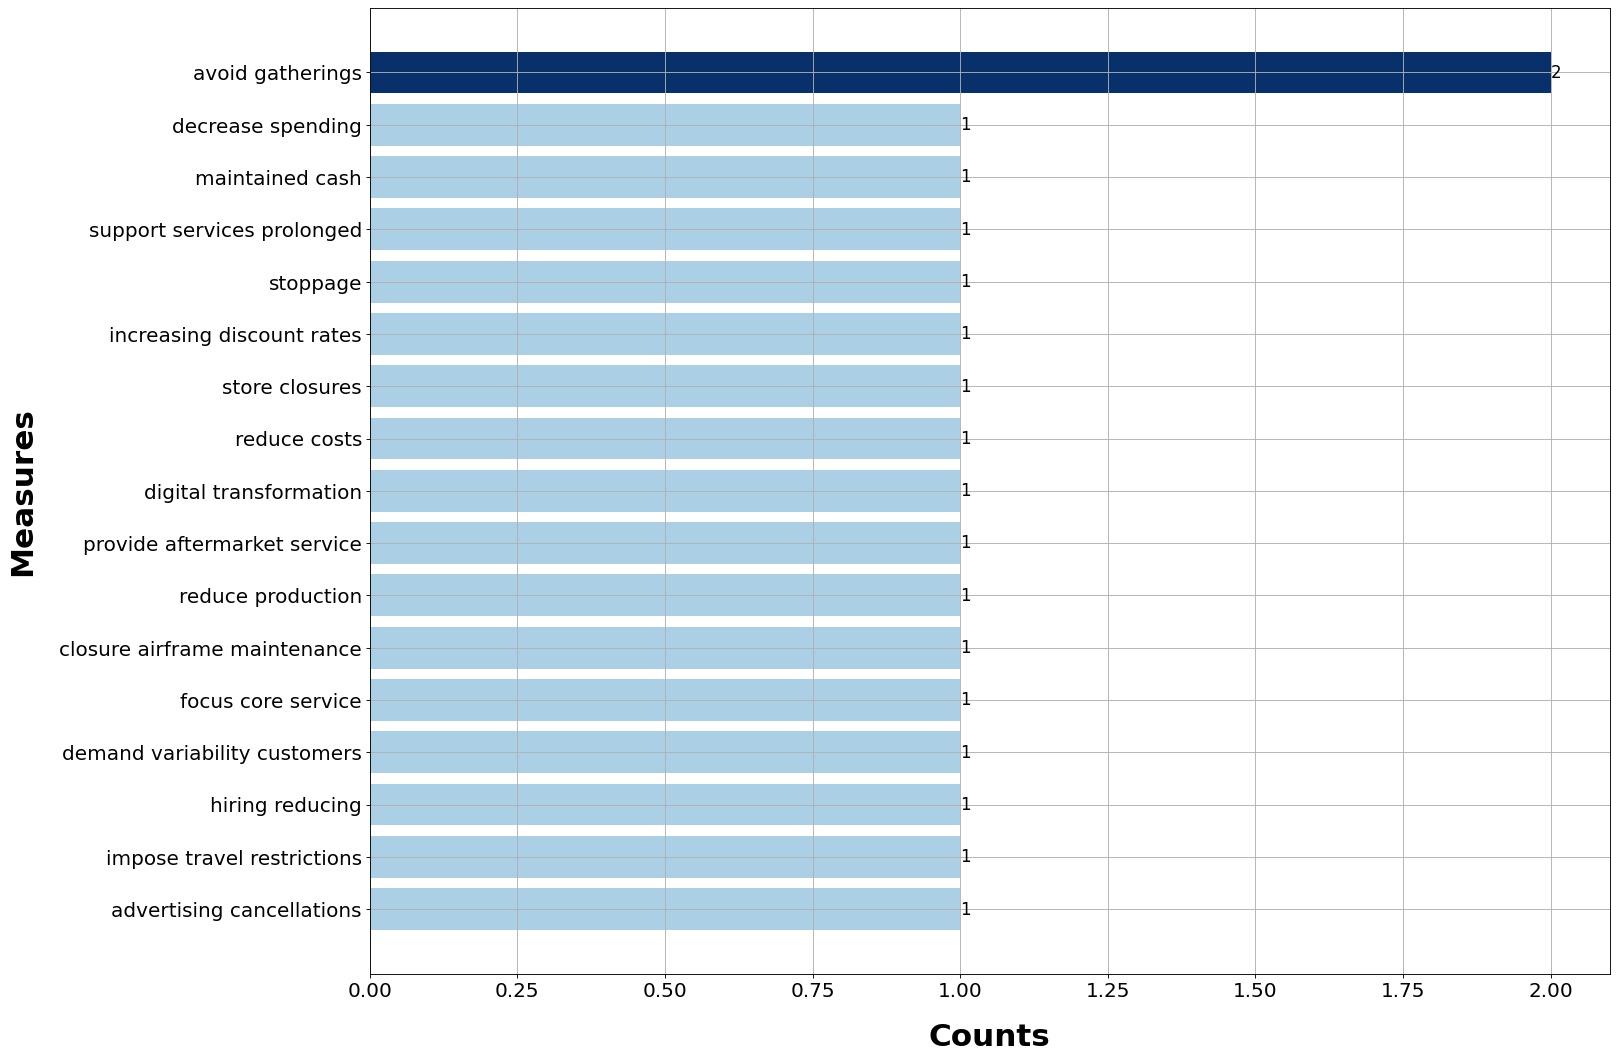 avoid gatherings 2
decrease spending 1
maintained cash 1
support services prolonged 1
stoppage 1
increasing discount rates 1
store closures 1
reduce costs 1
digital transformation 1
provide aftermarket service 1
reduce production 1
closure airframe maintenance 1
focus core service 1
demand variability customers 1
hiring reducing 1
impose travel restrictions 1
advertising cancellations 1
Measures
0.00 0.25 0.50 0.75 1.00 1.25 1.50 1.75 2.00
Counts